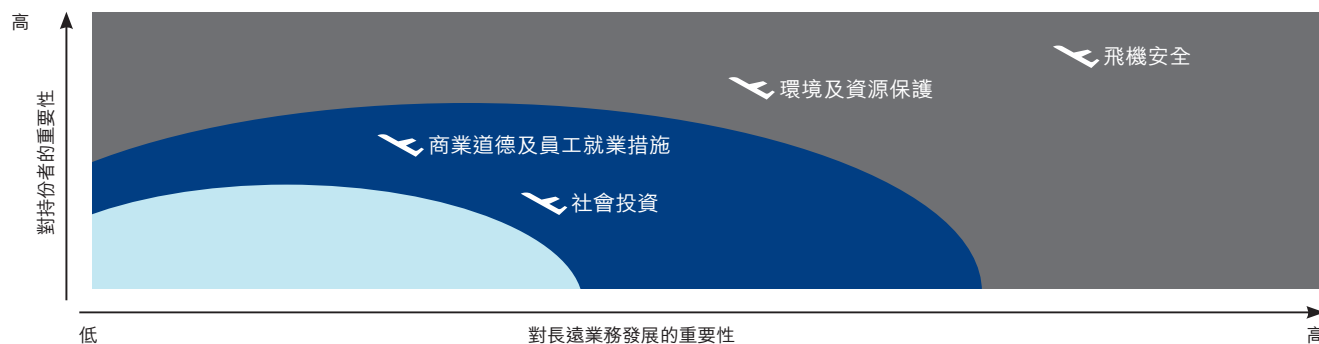 高
飛機安全
環境及資源保護
對持份者的重要性
商業道德及員工就業措施
社會投資
低
對長遠業務發展的重要性
高